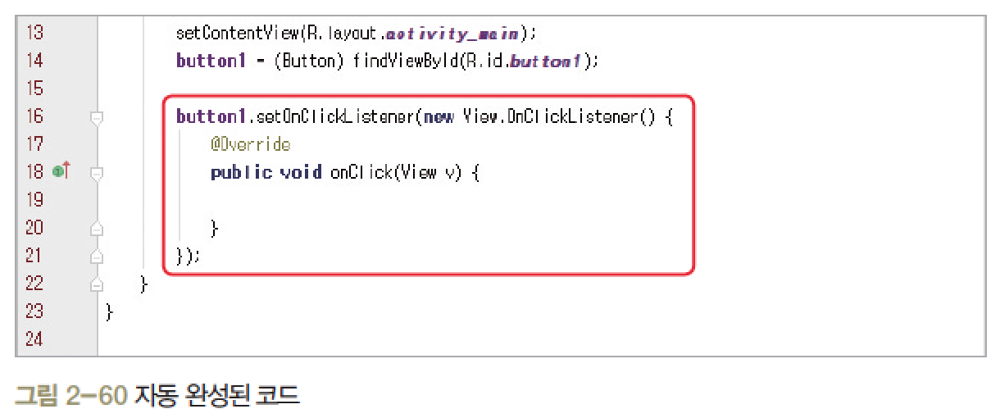 13 setContentView(R.layout.activity_main);
14 button1 = (Button) findViewById(R.id.button1);
15
16 button1.setOnClickListener(new View.OnClickListener() {
17 @Override
18 public void onClick(View v) {
19
20 }
21 });
22 }
23 }
24
그림 2-60 자동 완성된 코드